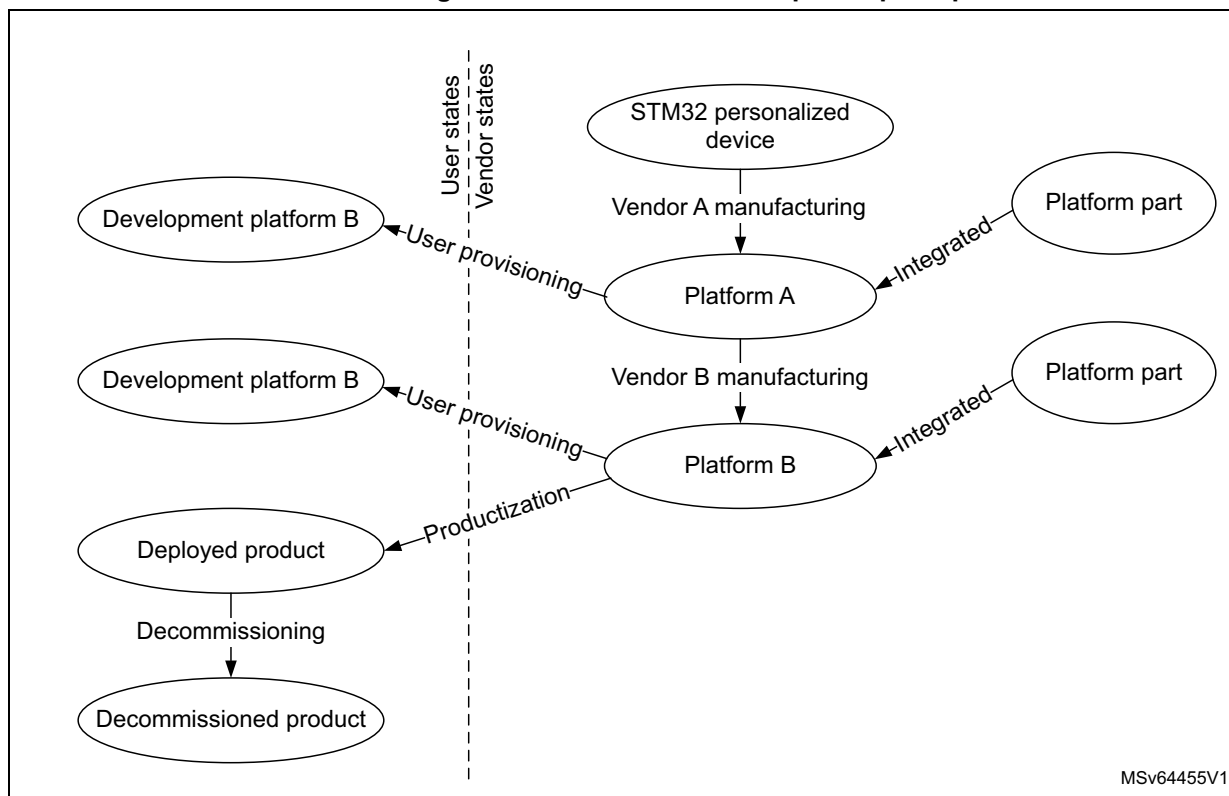 User states
Vendor states
STM32 personalized
device
Vendor A manufacturing
Platform part
Development platform B
User provisioning
Integrated
Platform A
Vendor B manufacturing
Platform part
Development platform B
User provisioning
Integrated
Platform B
Productization
Deployed product
Decommissioning
Decommissioned product
MSv64455V1